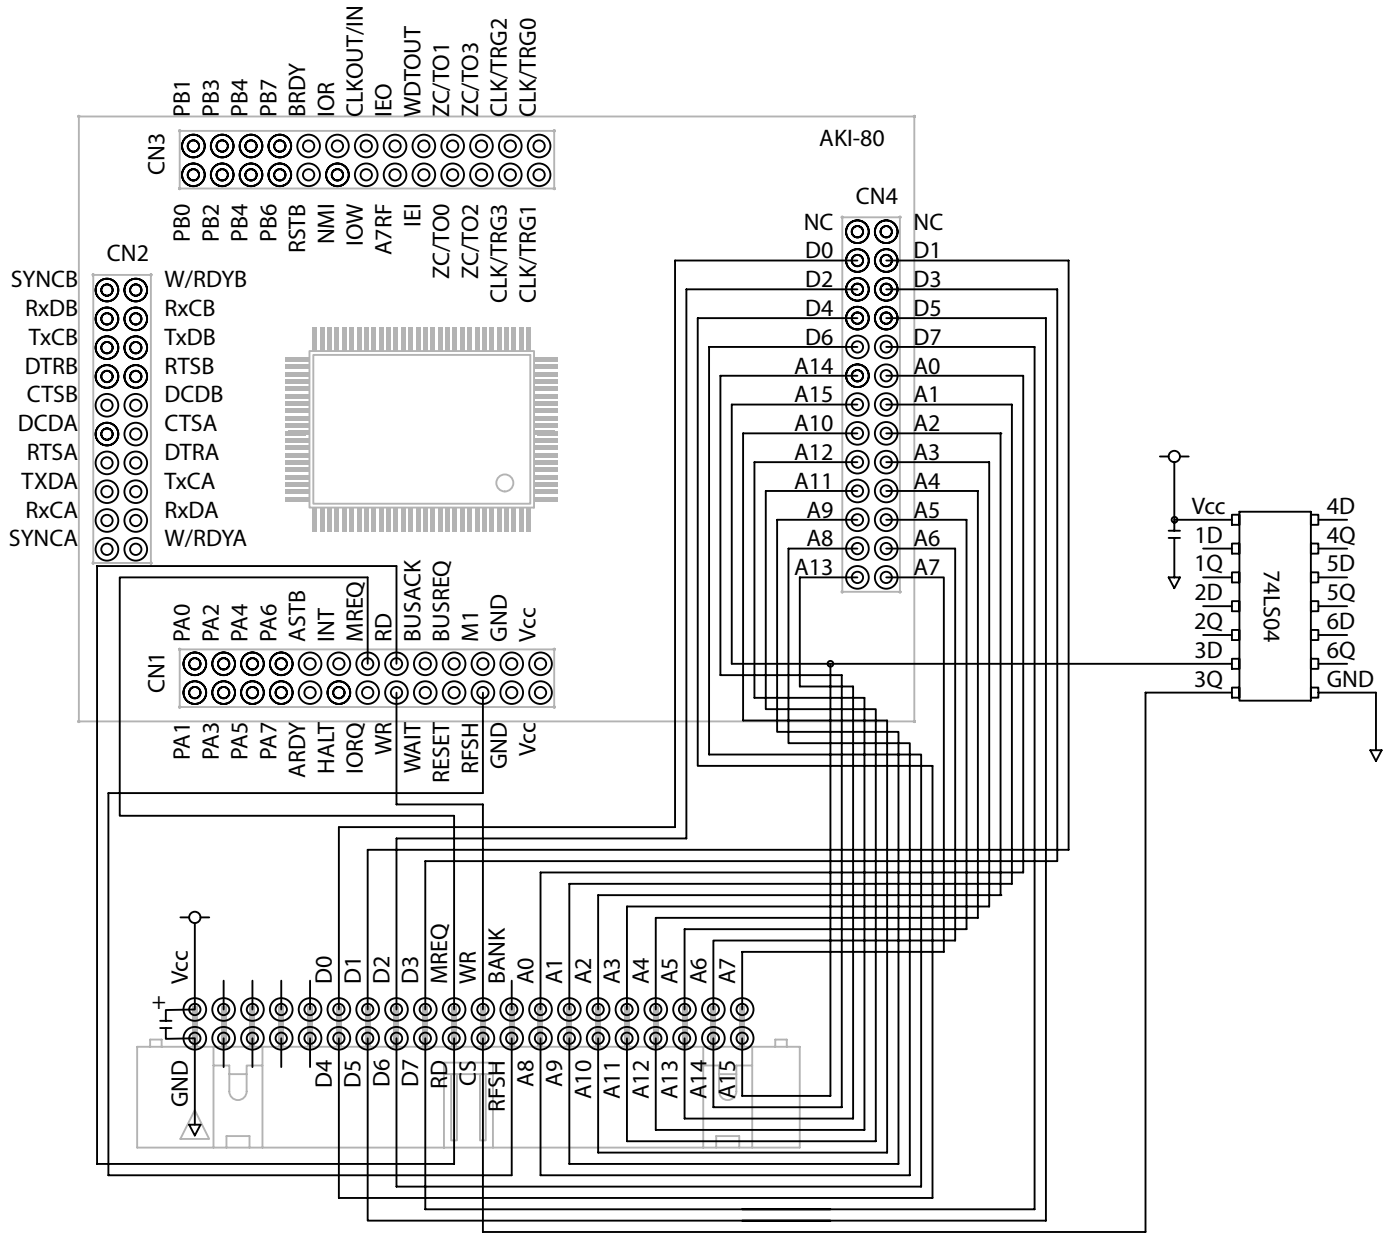 PB1 PB3 PB4 PB7 BRDY IOR CLKOUT/IN IEO WDTOUT ZC/TO1 ZC/TO3 CLK/TRG2 CLK/TRG0
CN3
AKI-80
PB0 PB2 PB4 PB6 RSTB NMI IOW A7RF IEI ZC/TO0 ZC/TO2 CLK/TRG3 CLK/TRG1
CN4
NC NC
D0 D1
D2 D3
D4 D5
D6 D7
A14 A0
A15 A1
A10 A2
A12 A3
A11 A4
A9 A5
A8 A6
A13 A7
CN2
SYNCB W/RDYB
RxDB RxCB
TxCB TxDB
DTRB RTSB
CTSB DCDB
DCDA CTSA
RTSA DTRA
TXDA TxCA
RxCA RxDA
SYNCA W/RDYA
Vcc 4D
1D 4Q
1Q 5D
2D 5Q
2Q 6D
3D 6Q
3Q GND
74LS04
PA0 PA2 PA4 PA6 ASTB INT MREQ RD BUSACK BUSREQ M1 GND Vcc
CN1
PA1 PA3 PA5 PA7 ARDY HALT IORQ WR WAIT RESET RFSH GND Vcc
Vcc D0 D1 D2 D3 MREQ WR BANK A0 A1 A2 A3 A4 A5 A6 A7
+
GND D4 D5 D6 D7 RD CS RFSH A8 A9 A10 A11 A12 A13 A14 A15